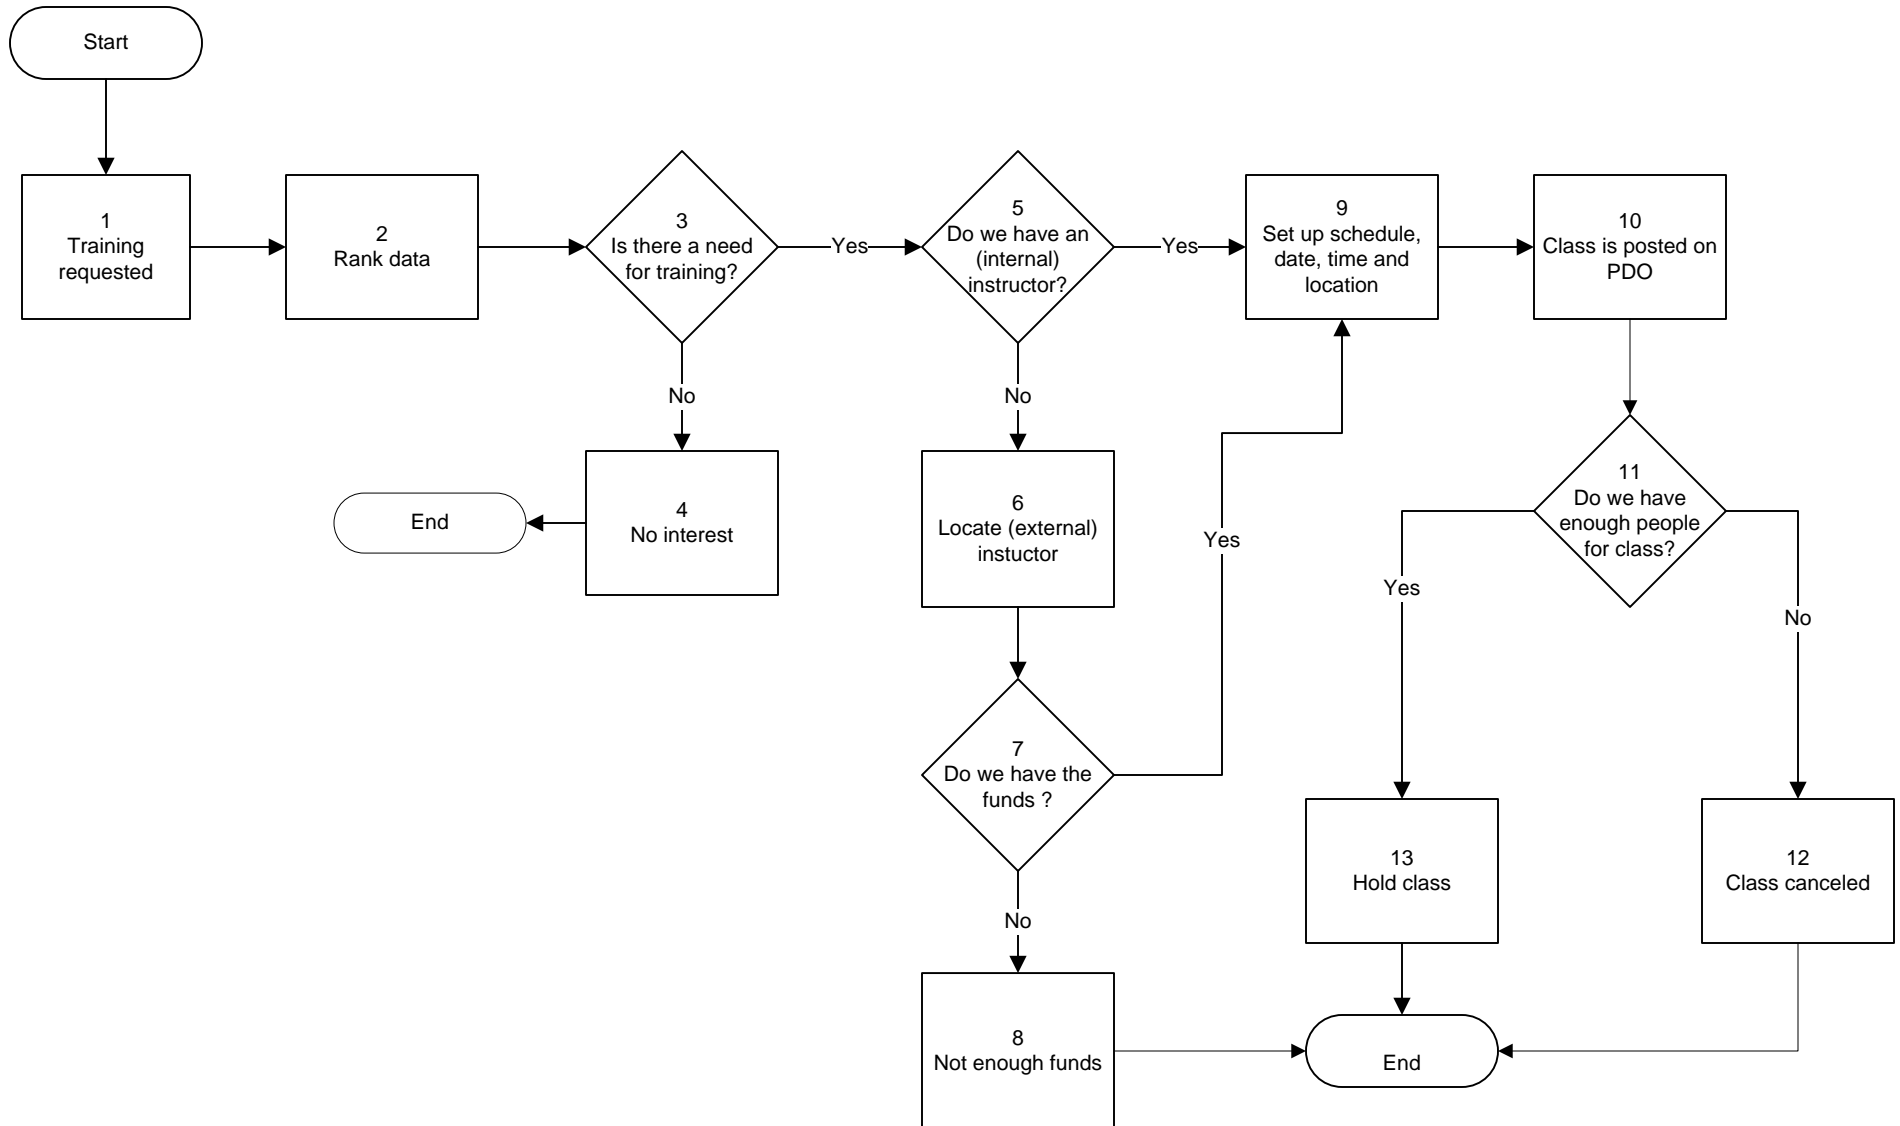 Start
1
Training
requested
2
Rank data
3
Is there a need
for training?
Yes
5
Do we have an
(internal)
instructor?
Yes
9
Set up schedule,
date, time and
location
10
Class is posted on
PDO
No
No
End
4
No interest
6
Locate (external)
instuctor
Yes
11
Do we have
enough people
for class?
Yes
No
7
Do we have the
funds ?
13
Hold class
12
Class canceled
No
8
Not enough funds
End